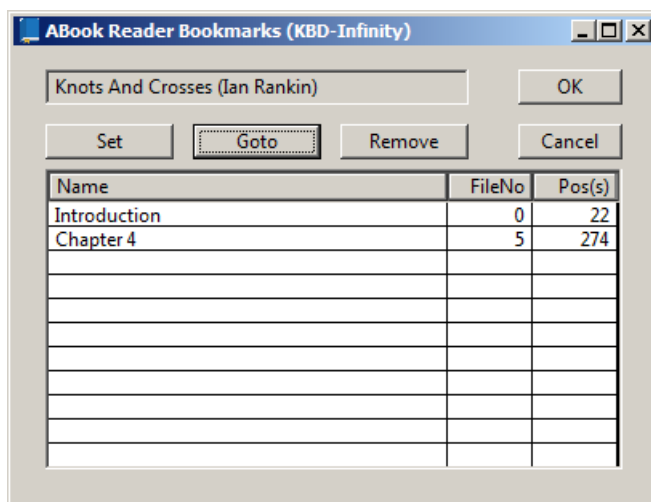 ABook Reader Bookmarks (KBD-Infinity)
Knots And Crosses (Ian Rankin) OK
Set Goto Remove Cancel
Name FileNo Pos(s)
Introduction 0 22
Chapter 4 5 274